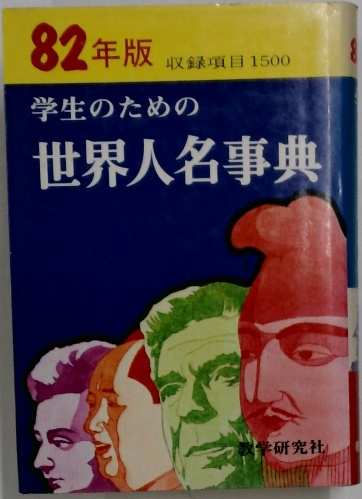 82年版 収録項目1500
学生のための
世界人名事典
教学研究社